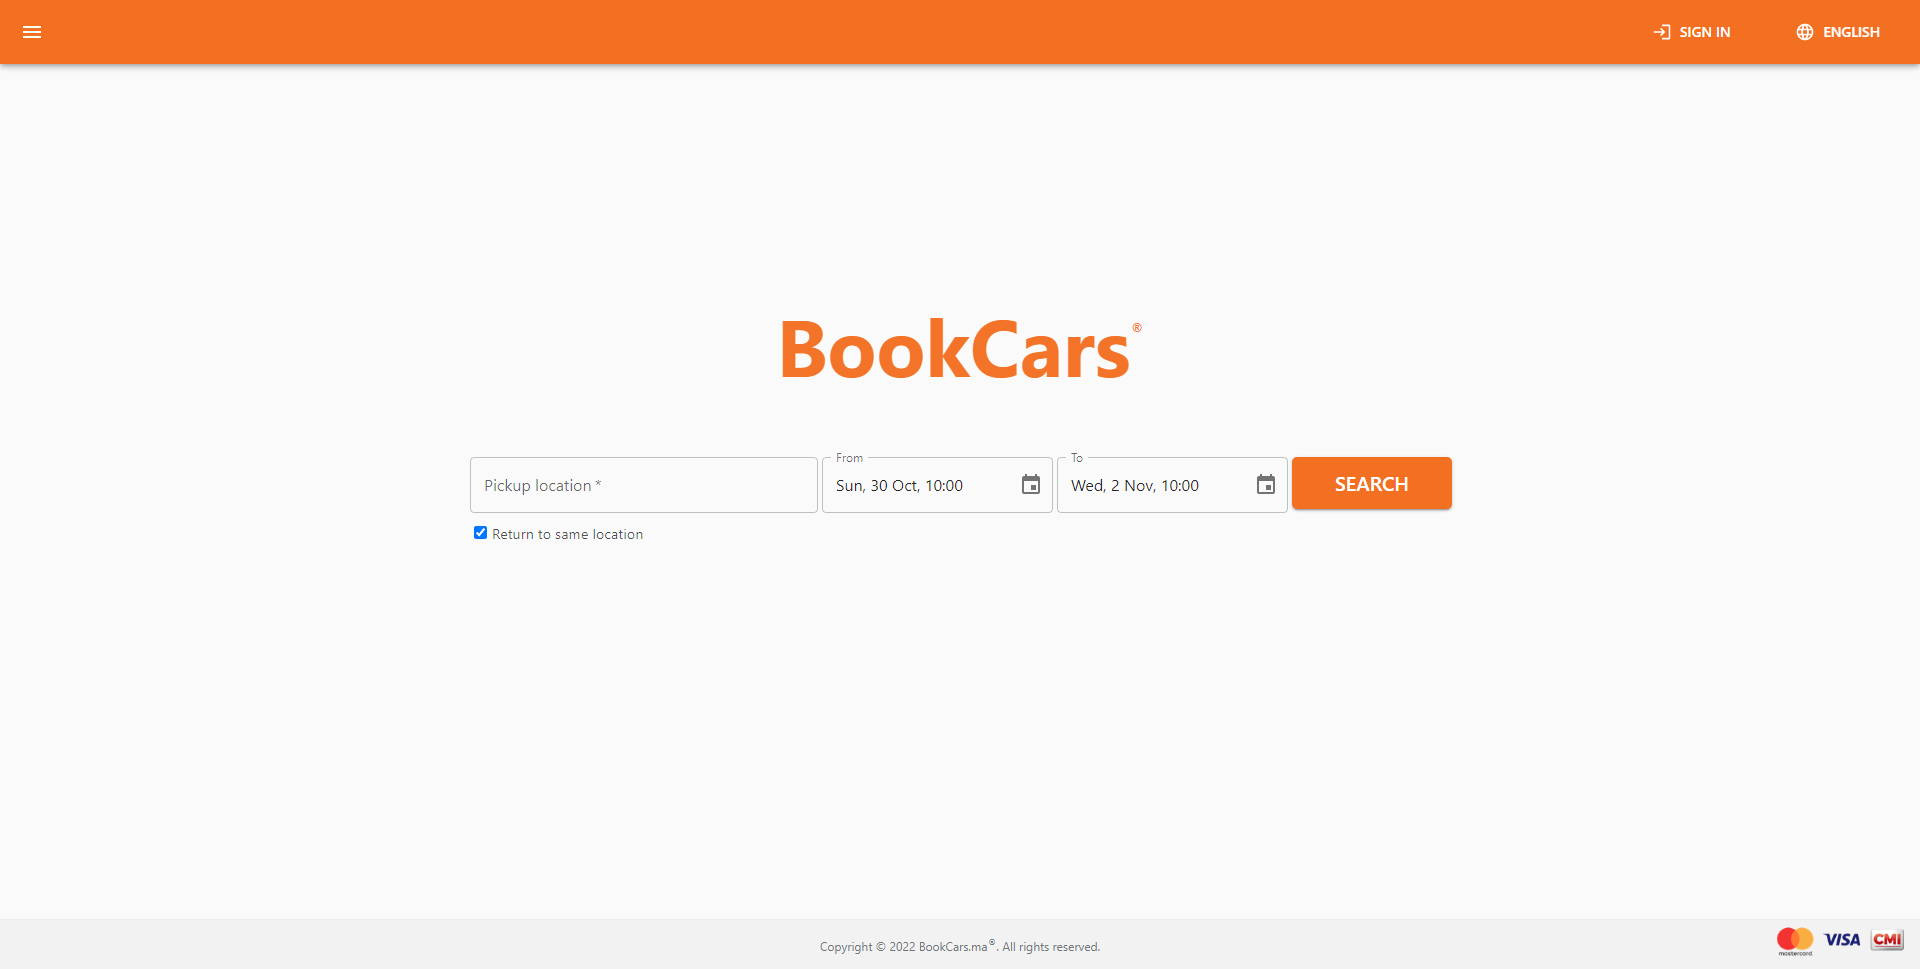 SIGN IN ENGLISH
BookCars®
From To
Pickup location * Sun, 30 Oct, 10:00 Wed, 2 Nov, 10:00 SEARCH
Return to same location
Copyright © 2022 BookCars.ma®. All rights reserved.
mastercard VISA CMI